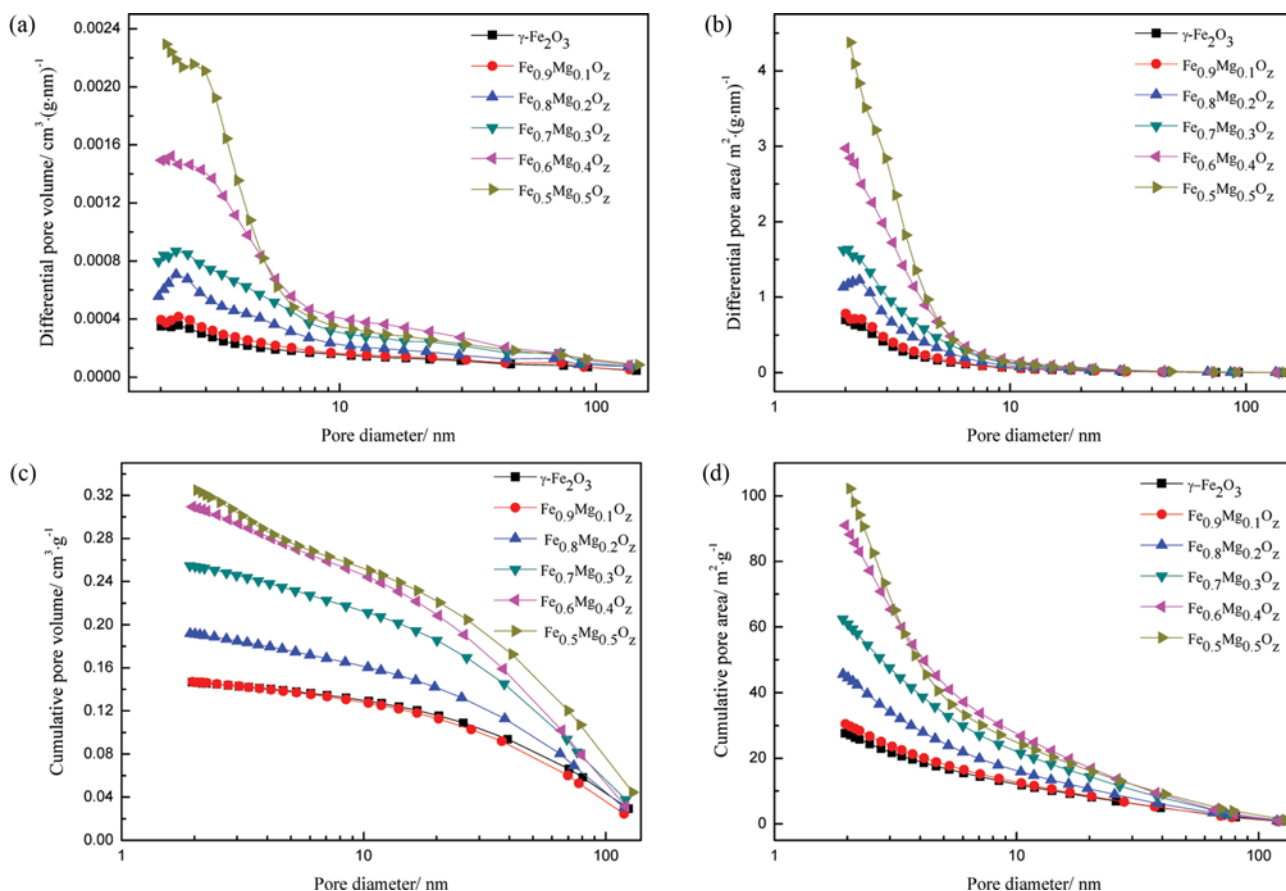 (a)
Differential pore volume/ cm³·(g·nm)⁻¹
0.0024
0.0020
0.0016
0.0012
0.0008
0.0004
0.0000
γ-Fe₂O₃
Fe₀.₉Mg₀.₁O_z
Fe₀.₈Mg₀.₂O_z
Fe₀.₇Mg₀.₃O_z
Fe₀.₆Mg₀.₄O_z
Fe₀.₅Mg₀.₅O_z
10
100
Pore diameter/ nm
(b)
Differential pore area/ m²·(g·nm)⁻¹
4
3
2
1
0
γ-Fe₂O₃
Fe₀.₉Mg₀.₁O_z
Fe₀.₈Mg₀.₂O_z
Fe₀.₇Mg₀.₃O_z
Fe₀.₆Mg₀.₄O_z
Fe₀.₅Mg₀.₅O_z
1
10
100
Pore diameter/ nm
(c)
Cumulative pore volume/ cm³·g⁻¹
0.32
0.28
0.24
0.20
0.16
0.12
0.08
0.04
0.00
γ-Fe₂O₃
Fe₀.₉Mg₀.₁O_z
Fe₀.₈Mg₀.₂O_z
Fe₀.₇Mg₀.₃O_z
Fe₀.₆Mg₀.₄O_z
Fe₀.₅Mg₀.₅O_z
1
10
100
Pore diameter/ nm
(d)
Cumulative pore area/ m²·g⁻¹
100
80
60
40
20
0
γ–Fe₂O₃
Fe₀.₉Mg₀.₁O_z
Fe₀.₈Mg₀.₂O_z
Fe₀.₇Mg₀.₃O_z
Fe₀.₆Mg₀.₄O_z
Fe₀.₅Mg₀.₅O_z
1
10
100
Pore diameter/ nm